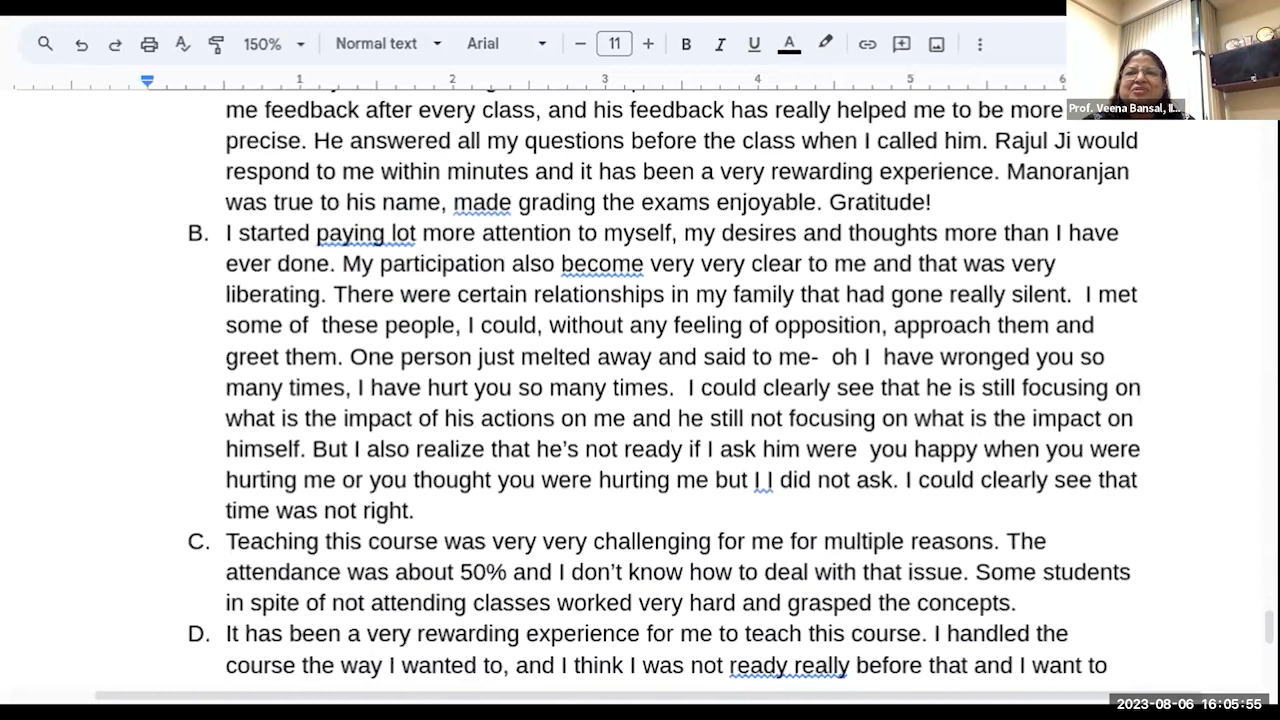 150%
Normal text
Arial
11
B
I
U
A
1
2
3
4
5
6
Prof. Veena Bansal, II...
me feedback after every class, and his feedback has really helped me to be more
precise. He answered all my questions before the class when I called him. Rajul Ji would
respond to me within minutes and it has been a very rewarding experience. Manoranjan
was true to his name, made grading the exams enjoyable. Gratitude!
B. I started paying lot more attention to myself, my desires and thoughts more than I have
ever done. My participation also become very very clear to me and that was very
liberating. There were certain relationships in my family that had gone really silent.  I met
some of  these people, I could, without any feeling of opposition, approach them and
greet them. One person just melted away and said to me-  oh I  have wronged you so
many times, I have hurt you so many times.  I could clearly see that he is still focusing on
what is the impact of his actions on me and he still not focusing on what is the impact on
himself. But I also realize that he’s not ready if I ask him were  you happy when you were
hurting me or you thought you were hurting me but I I did not ask. I could clearly see that
time was not right.
C. Teaching this course was very very challenging for me for multiple reasons. The
attendance was about 50% and I don’t know how to deal with that issue. Some students
in spite of not attending classes worked very hard and grasped the concepts.
D. It has been a very rewarding experience for me to teach this course. I handled the
course the way I wanted to, and I think I was not ready really before that and I want to
2023-08-06 16:05:55